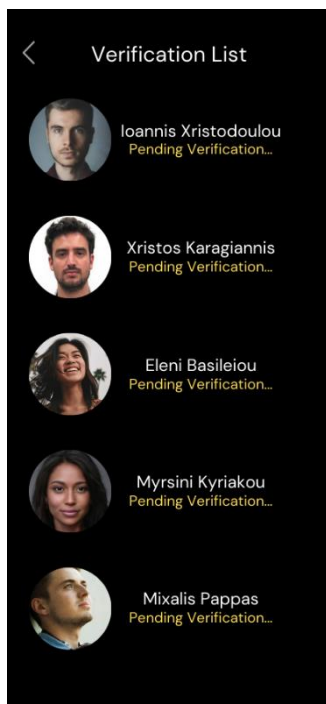 Verification List
Ioannis Xristodoulou
Pending Verification...
Xristos Karagiannis
Pending Verification...
Eleni Basileiou
Pending Verification...
Myrsini Kyriakou
Pending Verification...
Mixalis Pappas
Pending Verification...